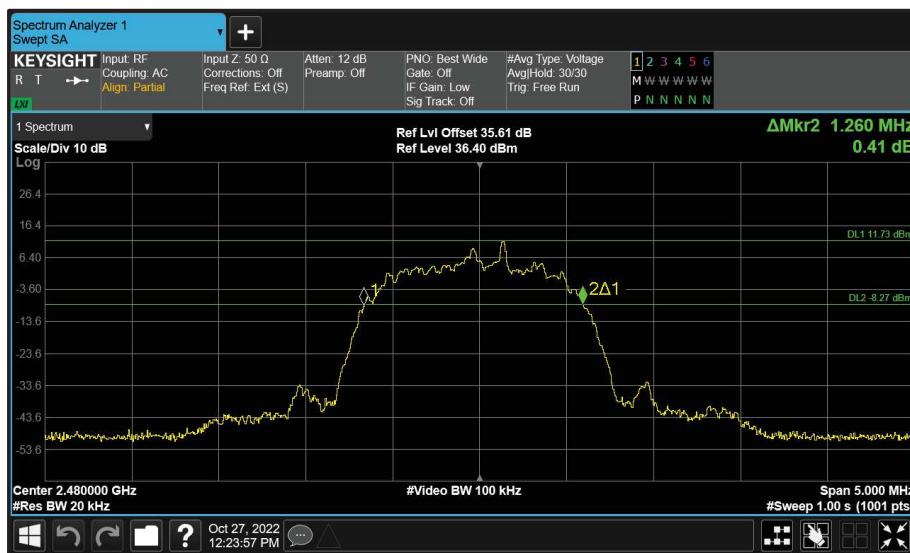 Spectrum Analyzer 1
Swept SA
KEYSIGHT
R T
LXI
Input: RF
Coupling: AC
Align: Partial
Input Z: 50 Ω
Corrections: Off
Freq Ref: Ext (S)
Atten: 12 dB
Preamp: Off
PNO: Best Wide
Gate: Off
IF Gain: Low
Sig Track: Off
#Avg Type: Voltage
Avg|Hold: 30/30
Trig: Free Run
1 2 3 4 5 6
M W W W W W
P N N N N N
1 Spectrum
Scale/Div 10 dB
Log
Ref Lvl Offset 35.61 dB
Ref Level 36.40 dBm
ΔMkr2 1.260 MHz
0.41 dB
26.4
16.4
DL1 11.73 dBm
6.40
-3.60
1
2Δ1
DL2 -8.27 dBm
-13.6
-23.6
-33.6
-43.6
-53.6
Center 2.480000 GHz
#Res BW 20 kHz
#Video BW 100 kHz
Span 5.000 MHz
#Sweep 1.00 s (1001 pts
?
Oct 27, 2022
12:23:57 PM